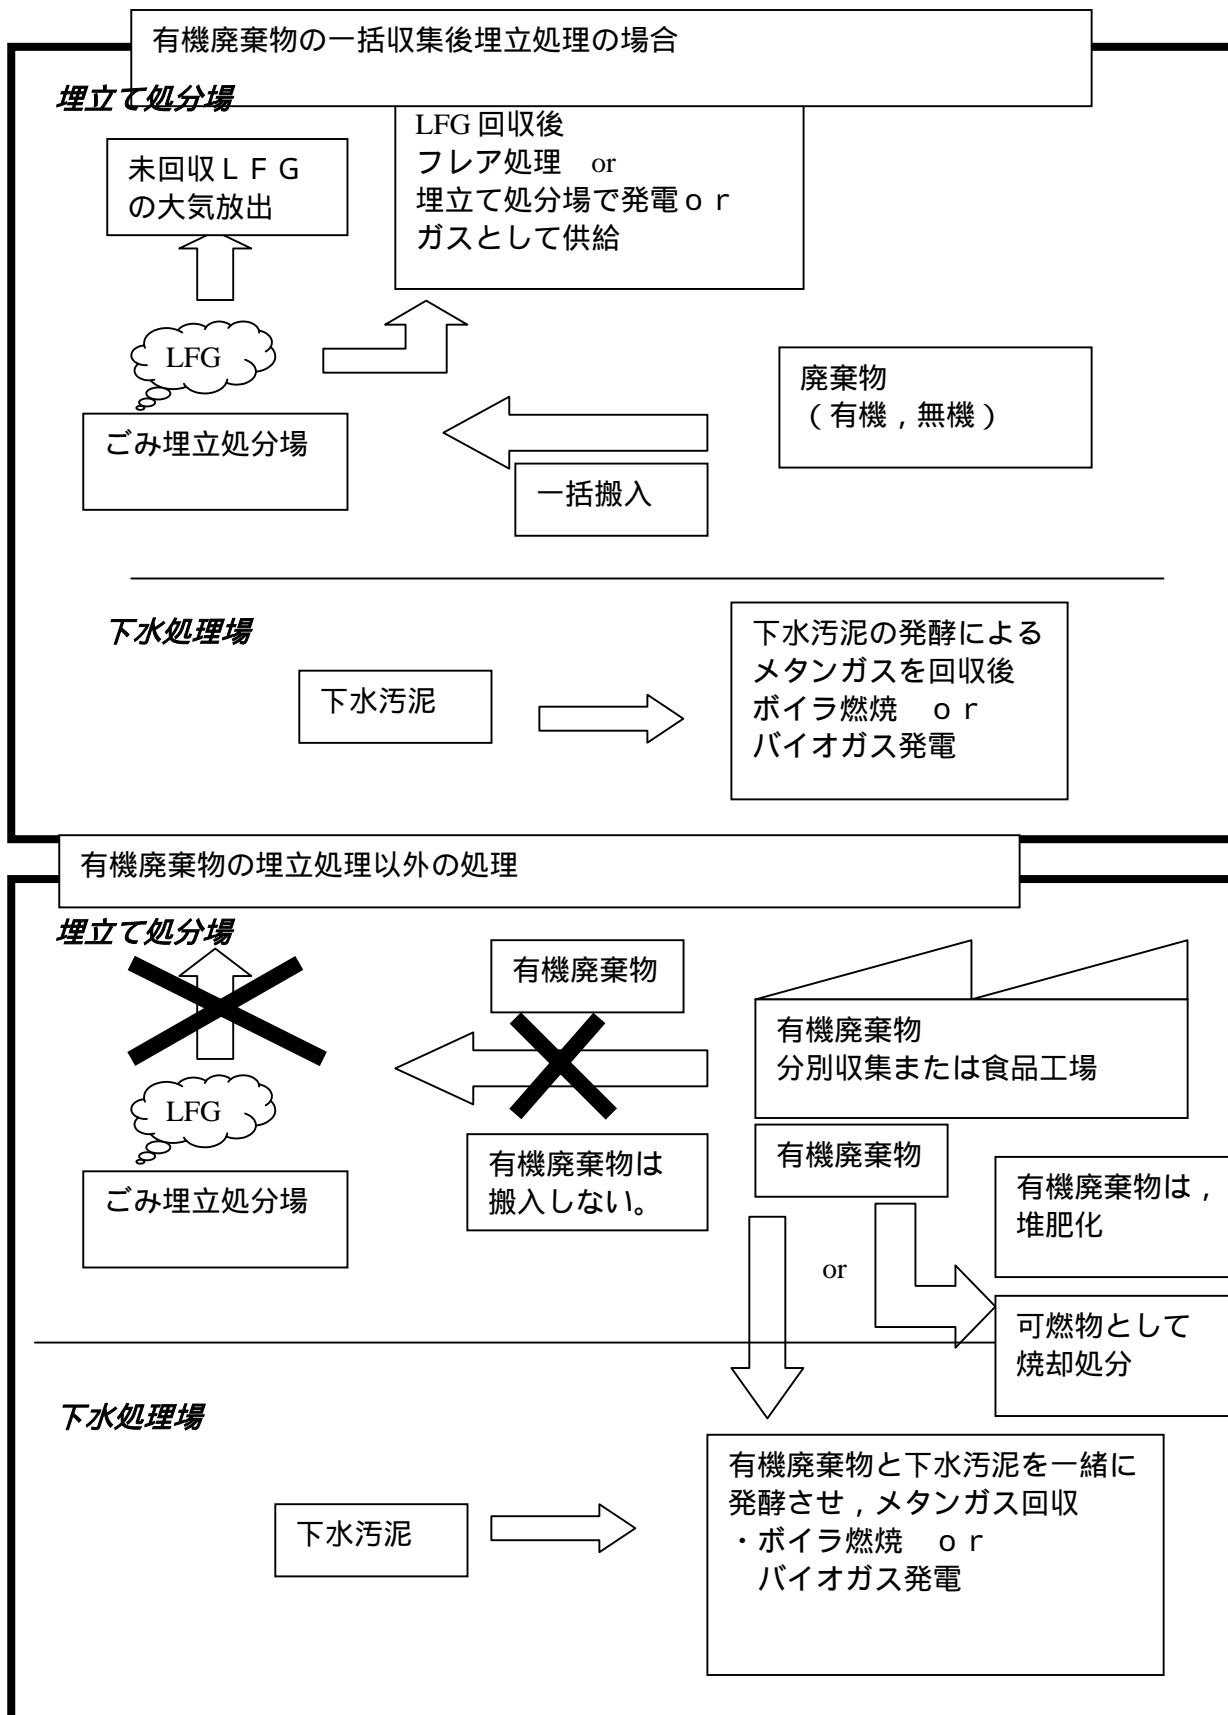 有機廃棄物の一括収集後埋立処理の場合
埋立て処分場
LFG 回収後
フレア処理　or
埋立て処分場で発電ｏｒ
ガスとして供給
未回収ＬＦＧ
の大気放出
LFG
廃棄物
（有機，無機）
ごみ埋立処分場
一括搬入
下水処理場
下水汚泥の発酵による
メタンガスを回収後
ボイラ燃焼　ｏｒ
バイオガス発電
下水汚泥
有機廃棄物の埋立処理以外の処理
埋立て処分場
有機廃棄物
有機廃棄物
分別収集または食品工場
LFG
有機廃棄物は
搬入しない。
有機廃棄物
有機廃棄物は，
堆肥化
ごみ埋立処分場
or
可燃物として
焼却処分
下水処理場
有機廃棄物と下水汚泥を一緒に
発酵させ，メタンガス回収
・ボイラ燃焼　ｏｒ
バイオガス発電
下水汚泥